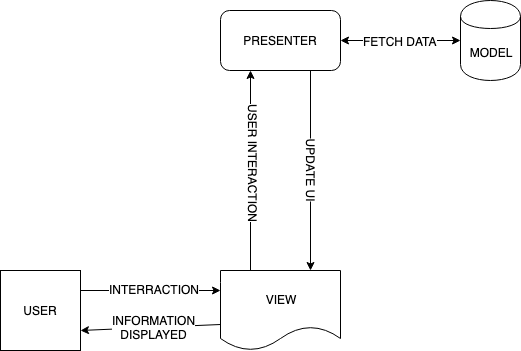 PRESENTER
FETCH DATA
MODEL
USER INTERACTION
UPDATE UI
USER
INTERRACTION
VIEW
INFORMATION
DISPLAYED